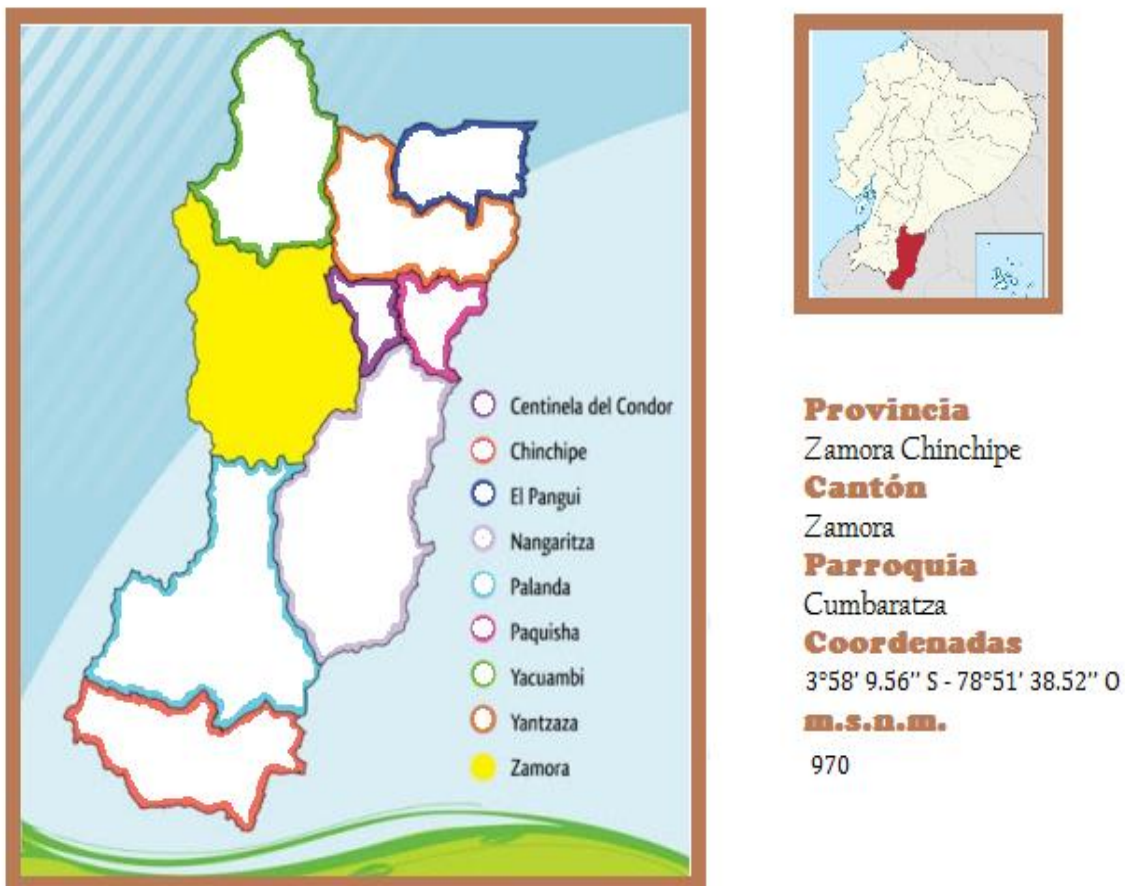 Centinela del Condor
Chinchipe
El Pangui
Nangaritza
Palanda
Paquisha
Yacuambi
Yantzaza
Zamora
Provincia
Zamora Chinchipe
Cantón
Zamora
Parroquia
Cumbaratza
Coordenadas
3°58' 9.56” S - 78°51' 38.52” O
m.s.n.m.
970